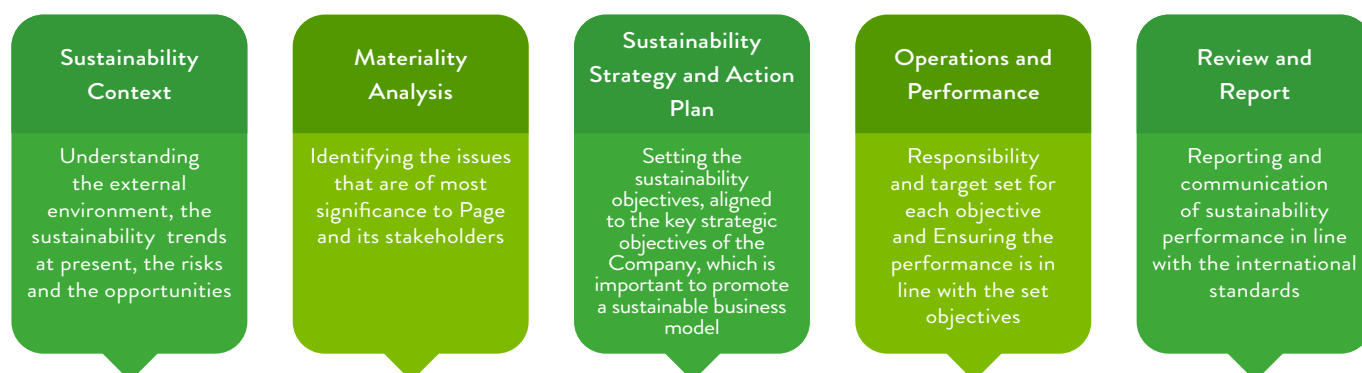 Sustainability
Context
Understanding
the external
environment, the
sustainability trends
at present, the risks
and the opportunities
Materiality
Analysis
Identifying the issues
that are of most
significance to Page
and its stakeholders
Sustainability
Strategy and Action
Plan
Setting the
sustainability
objectives, aligned
to the key strategic
objectives of the
Company, which is
important to promote
a sustainable business
model
Operations and
Performance
Responsibility
and target set for
each objective
and Ensuring the
performance is in
line with the set
objectives
Review and
Report
Reporting and
communication
of sustainability
performance in line
with the international
standards